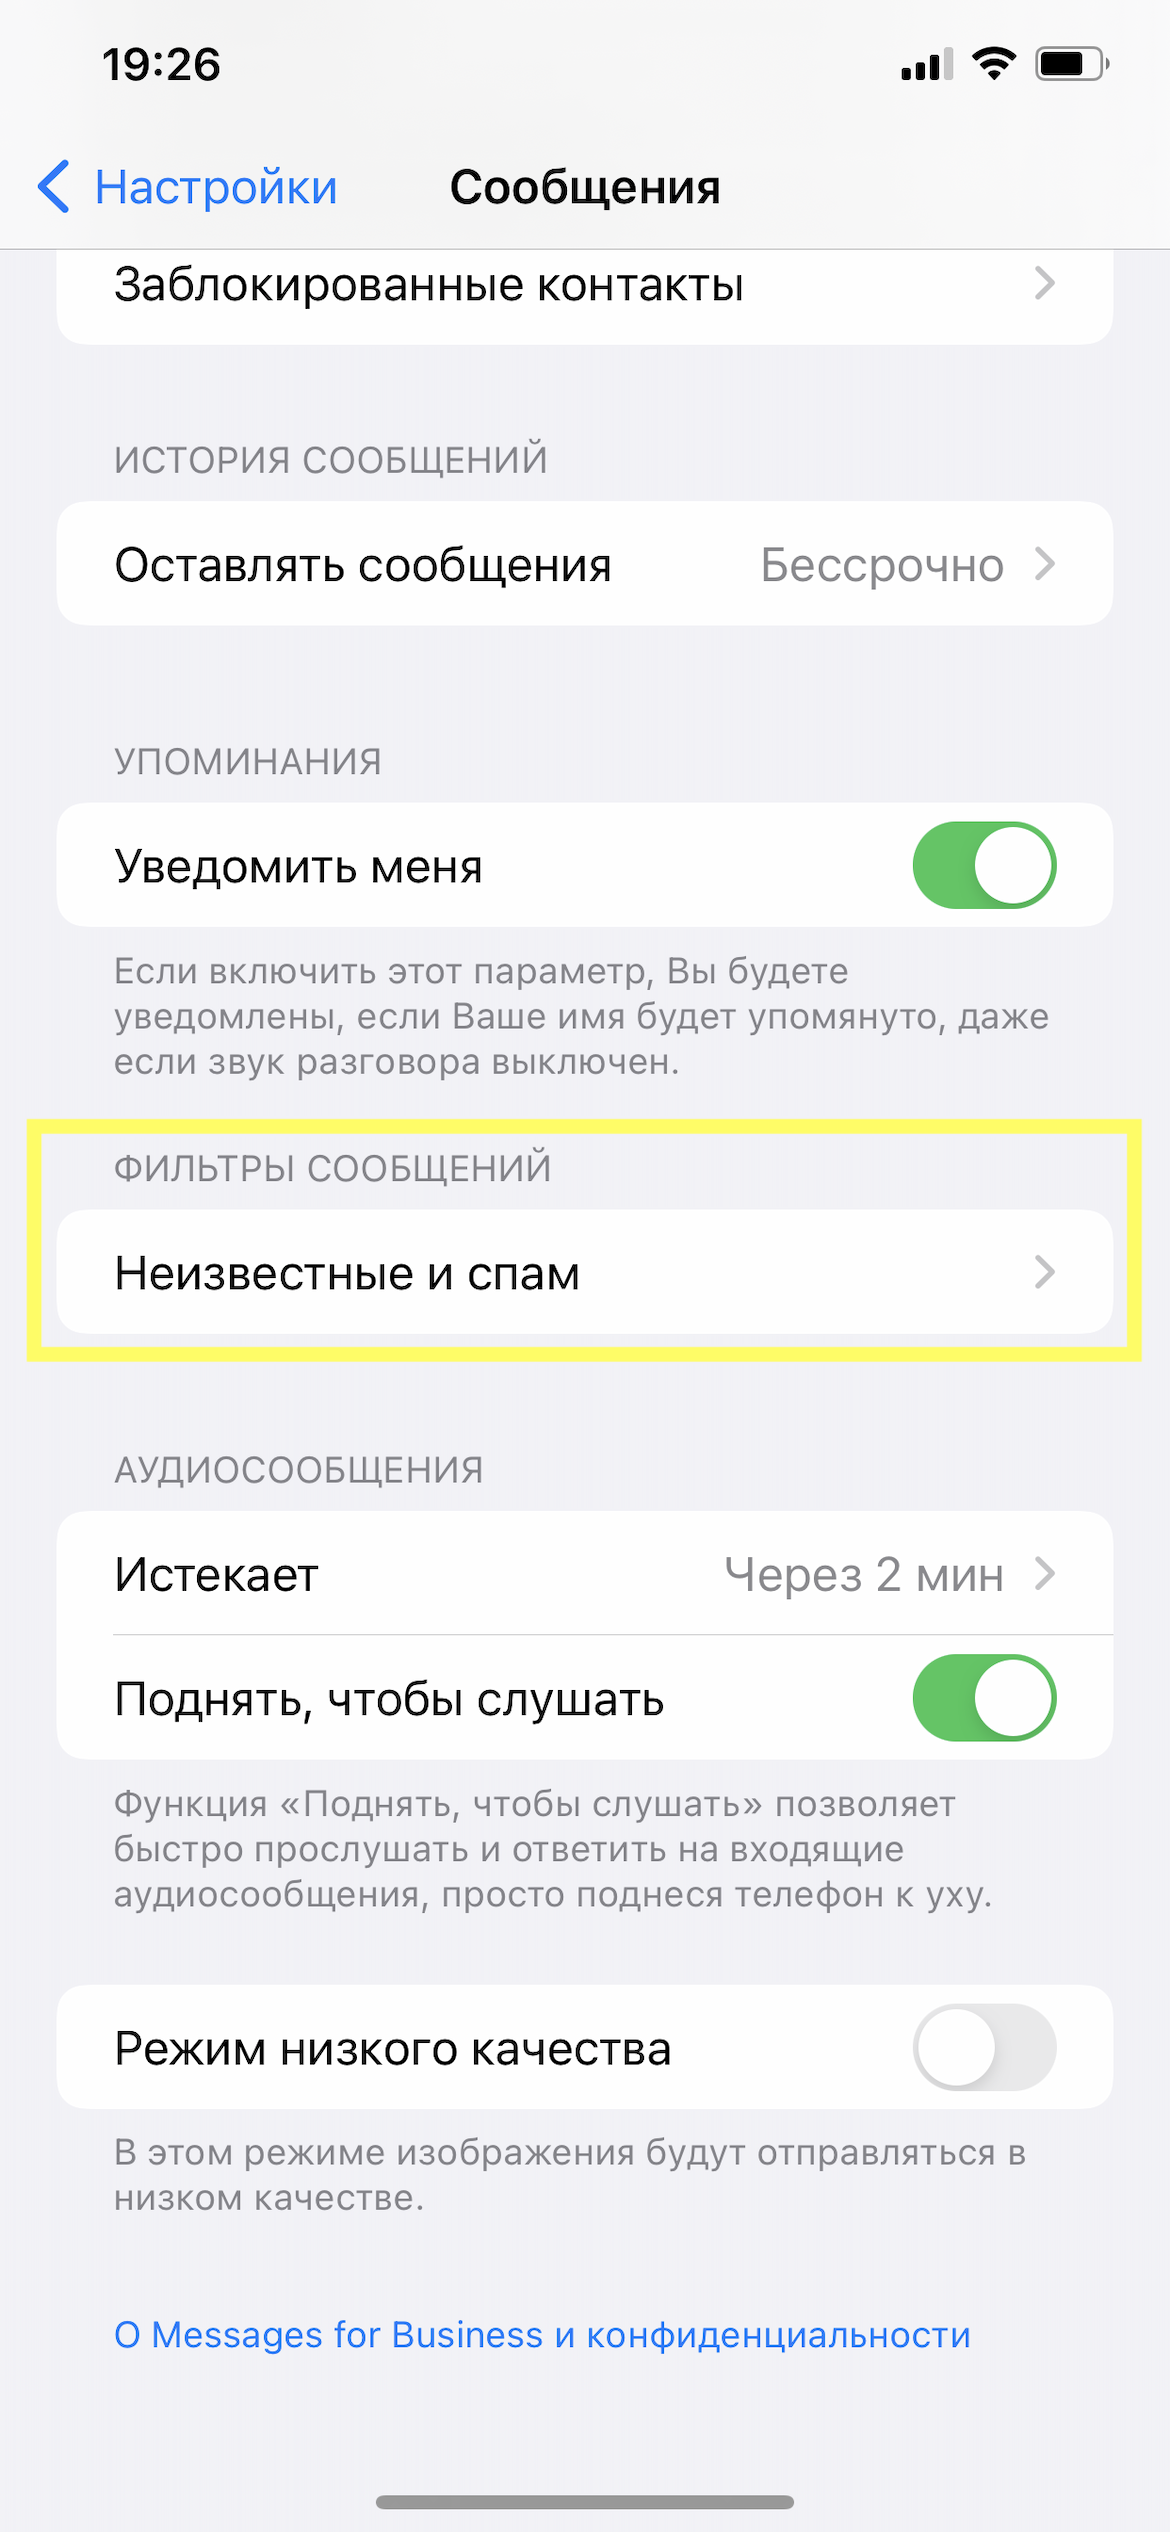 19:26
Настройки
Сообщения
Заблокированные контакты
ИСТОРИЯ СООБЩЕНИЙ
Оставлять сообщения Бессрочно
УПОМИНАНИЯ
Уведомить меня
Если включить этот параметр, Вы будете
уведомлены, если Ваше имя будет упомянуто, даже
если звук разговора выключен.
ФИЛЬТРЫ СООБЩЕНИЙ
Неизвестные и спам
АУДИОСООБЩЕНИЯ
Истекает Через 2 мин
Поднять, чтобы слушать
Функция «Поднять, чтобы слушать» позволяет
быстро прослушать и ответить на входящие
аудиосообщения, просто поднеся телефон к уху.
Режим низкого качества
В этом режиме изображения будут отправляться в
низком качестве.
О Messages for Business и конфиденциальности